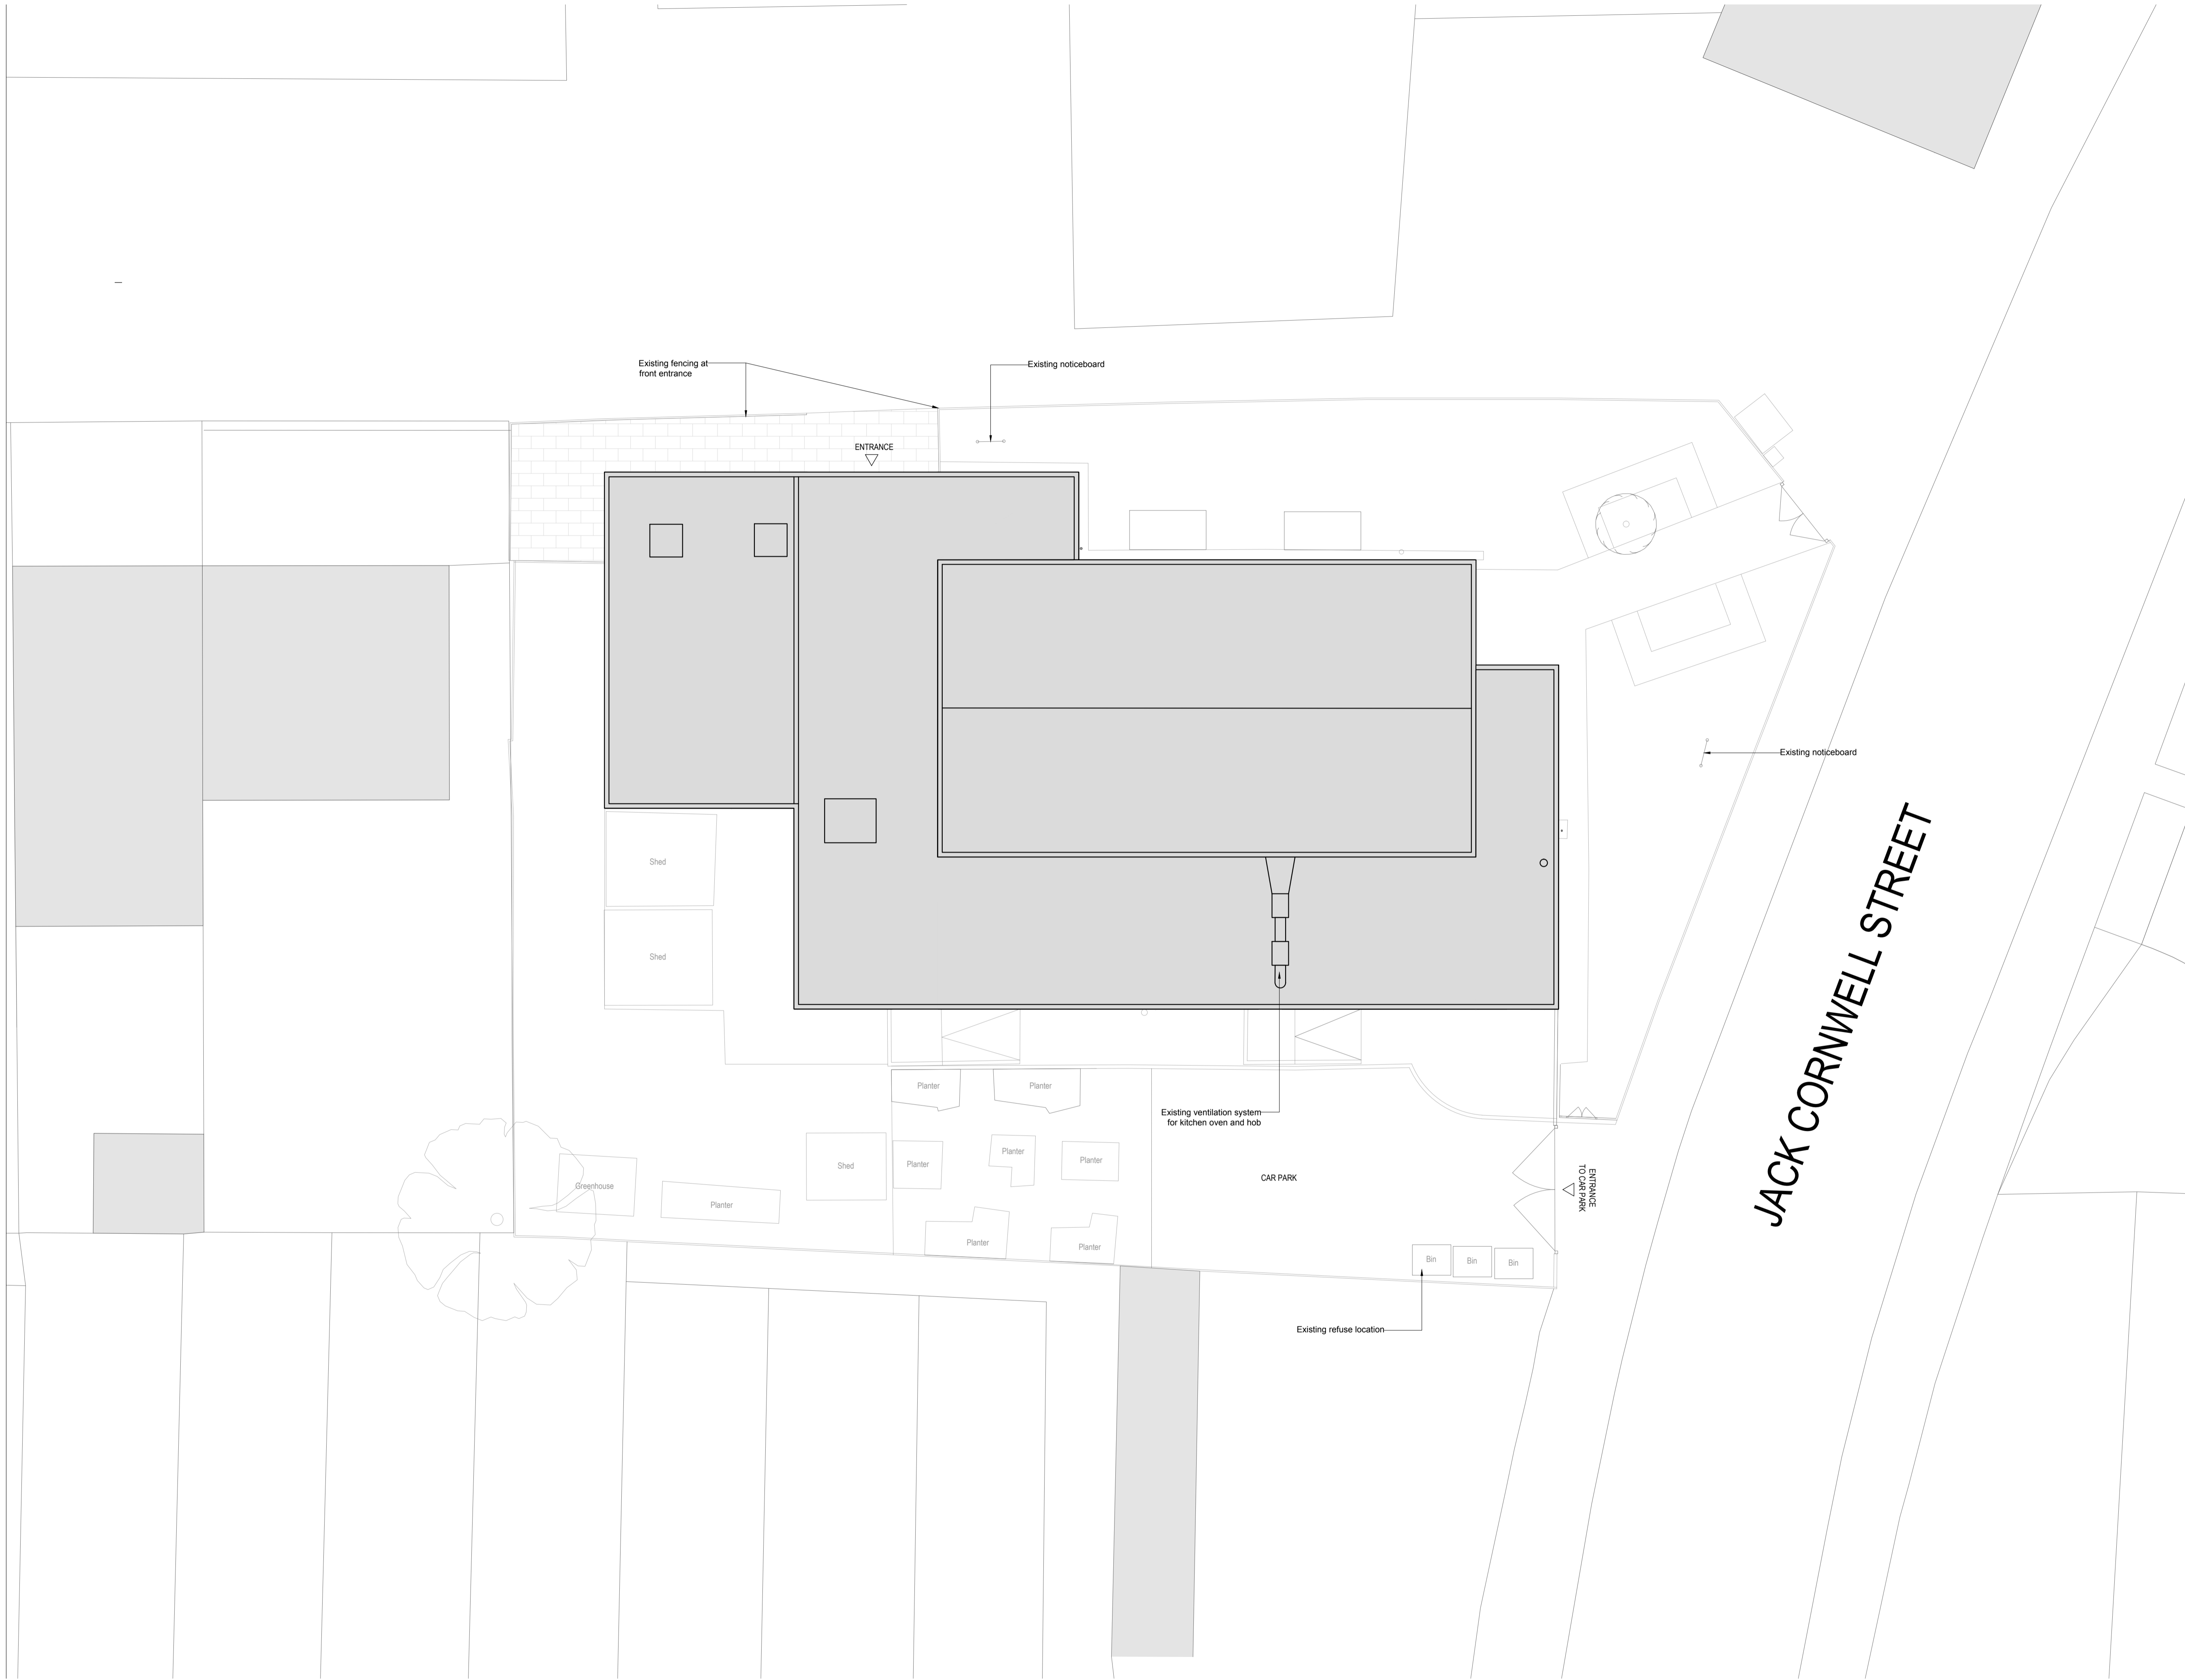 Existing fencing at
front entrance
Existing noticeboard
ENTRANCE
Existing noticeboard
JACK CORNWELL STREET
Shed
Shed
Planter
Planter
Existing ventilation system
for kitchen oven and hob
Shed
Planter
Planter
Planter
Greenhouse
Planter
CAR PARK
ENTRANCE
TO CAR PARK
Planter
Planter
Bin
Bin
Bin
Existing refuse location